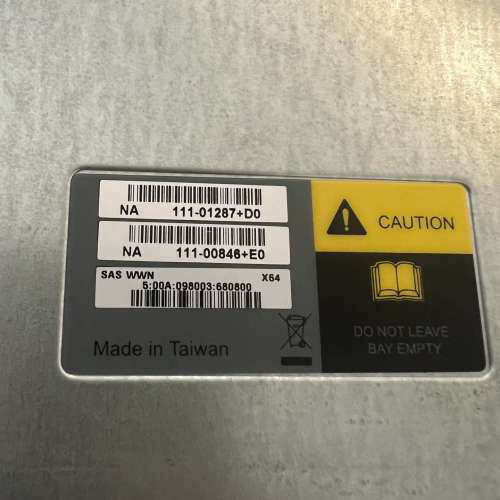 NA 111-01287+D0
NA 111-00846+E0
SAS WWN X64
5:00A:098003:680800
Made in Taiwan
CAUTION
DO NOT LEAVE
BAY EMPTY